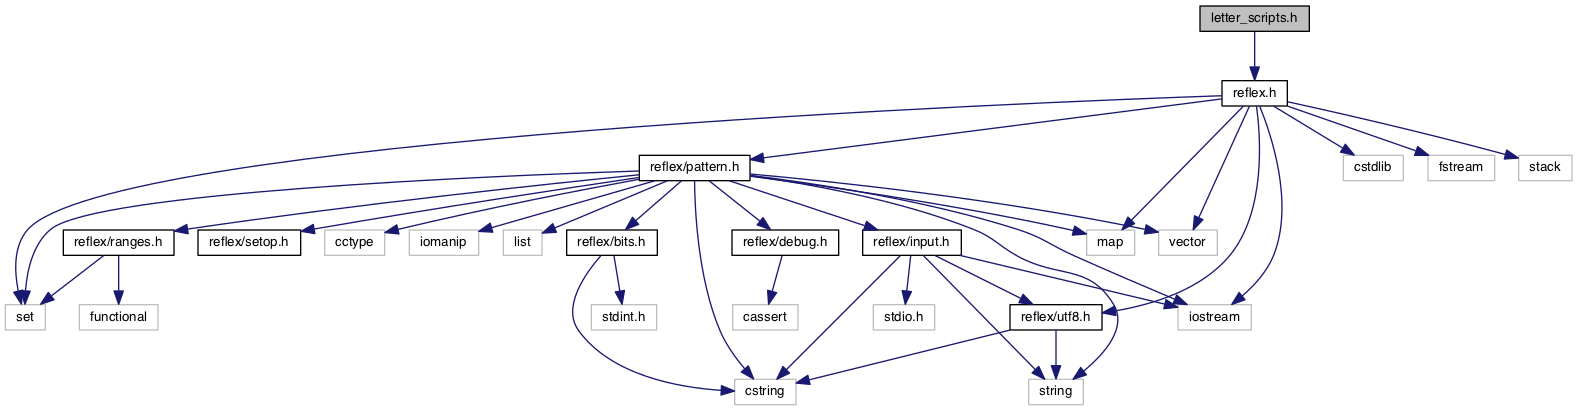 letter_scripts.h
reflex.h
reflex/pattern.h
cstdlib
fstream
stack
reflex/ranges.h
reflex/setop.h
cctype
iomanip
list
reflex/bits.h
reflex/debug.h
reflex/input.h
map
vector
set
functional
stdint.h
cassert
stdio.h
reflex/utf8.h
iostream
cstring
string